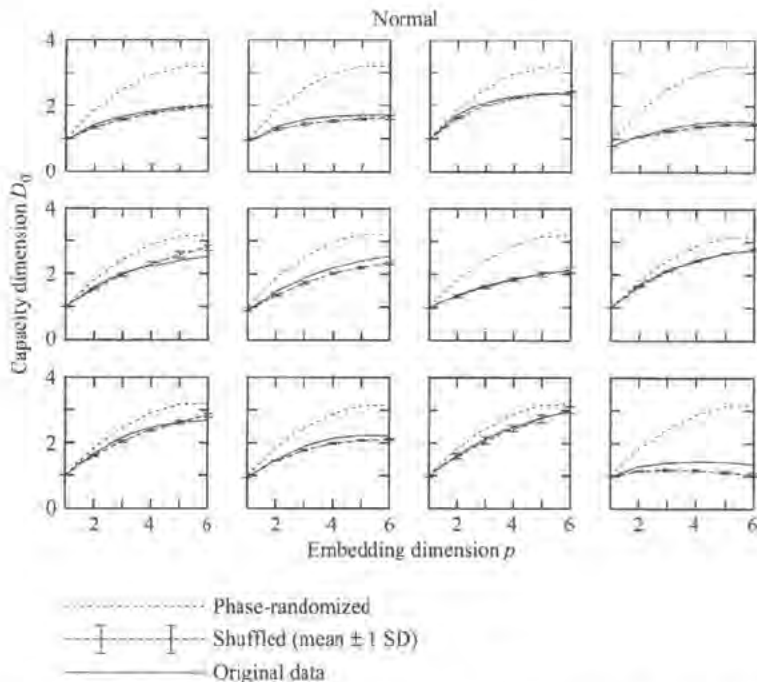 Normal
4
2
0
Capacity dimension D₀
4
2
0
4
2
0
2 4 6 2 4 6 2 4 6 2 4 6
Embedding dimension p
Phase-randomized
Shuffled (mean ± 1 SD)
Original data